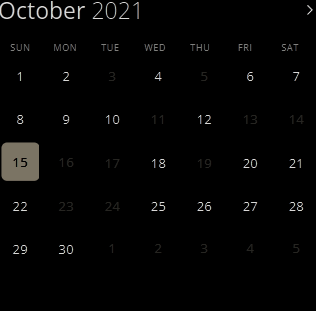 October 2021 >
SUN MON TUE WED THU FRI SAT
1 2 3 4 5 6 7
8 9 10 11 12 13 14
15 16 17 18 19 20 21
22 23 24 25 26 27 28
29 30 1 2 3 4 5